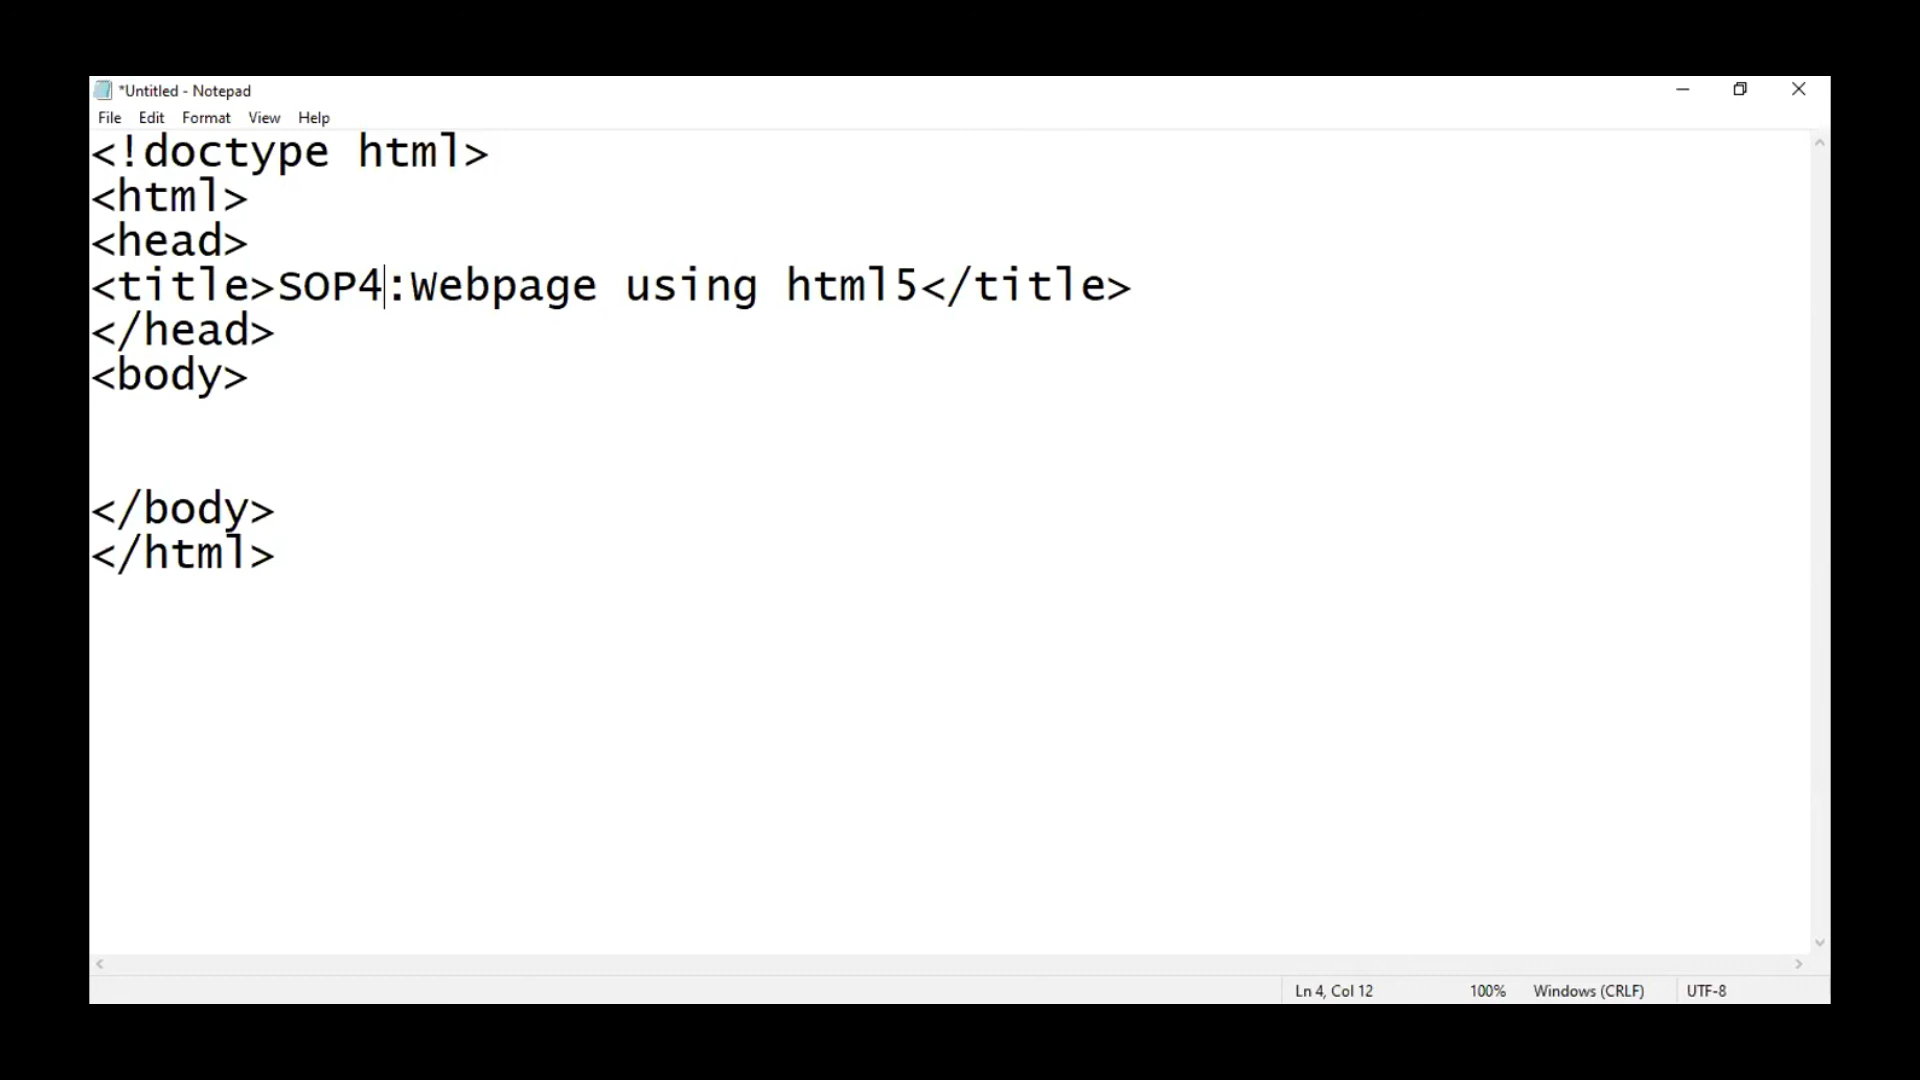 *Untitled - Notepad
File Edit Format View Help
<!doctype html>
<html>
<head>
<title>SOP4:Webpage using html5</title>
</head>
<body>
</body>
</html>
Ln 4, Col 12 100% Windows (CRLF) UTF-8